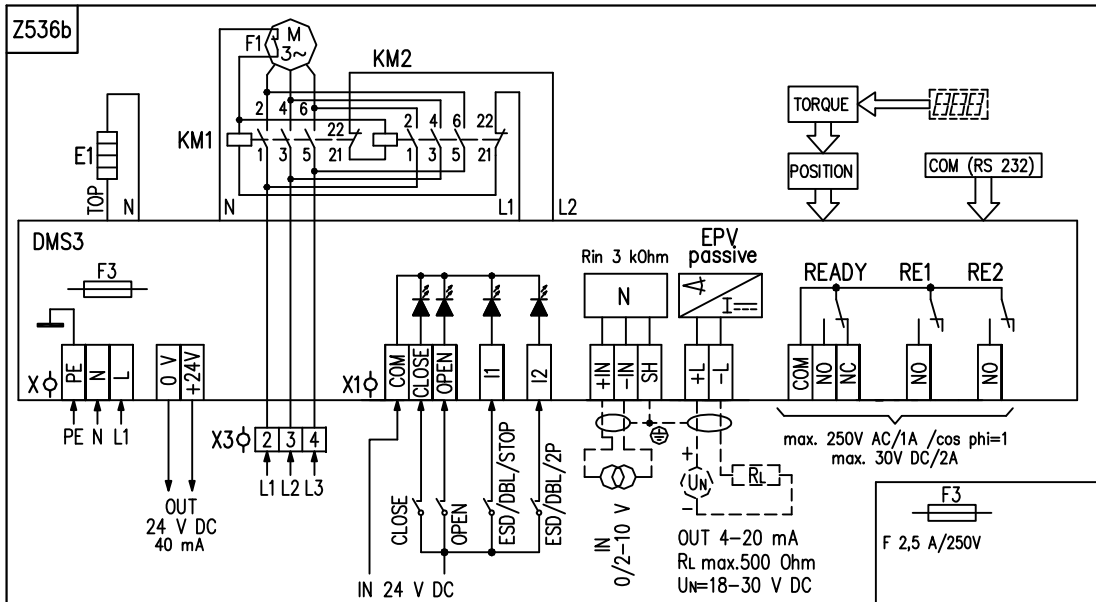 Z536b
F1
M
3~
KM2
2 4 6
22
2 4 6
22
TORQUE
KM1
1 3 5
21
1 3 5
21
E1
POSITION
COM (RS 232)
TOP
N
N
L1
L2
DMS3
F3
EPV
passive
Rin 3 kOhm
N
I
READY
RE1
RE2
X
PE
N
L
0 V
+24V
X1
COM
CLOSE
OPEN
I1
I2
+IN
-IN
SH
+L
-L
COM
NO
NC
NO
NO
PE N L1
X3
2 3 4
L1 L2 L3
max. 250V AC/1A /cos phi=1
max. 30V DC/2A
OUT
24 V DC
40 mA
CLOSE
OPEN
ESD/DBL/STOP
ESD/DBL/2P
IN 24 V DC
IN
0/2-10 V
+
UN
-
RL
OUT 4-20 mA
RL max.500 Ohm
UN=18-30 V DC
F3
F 2,5 A/250V